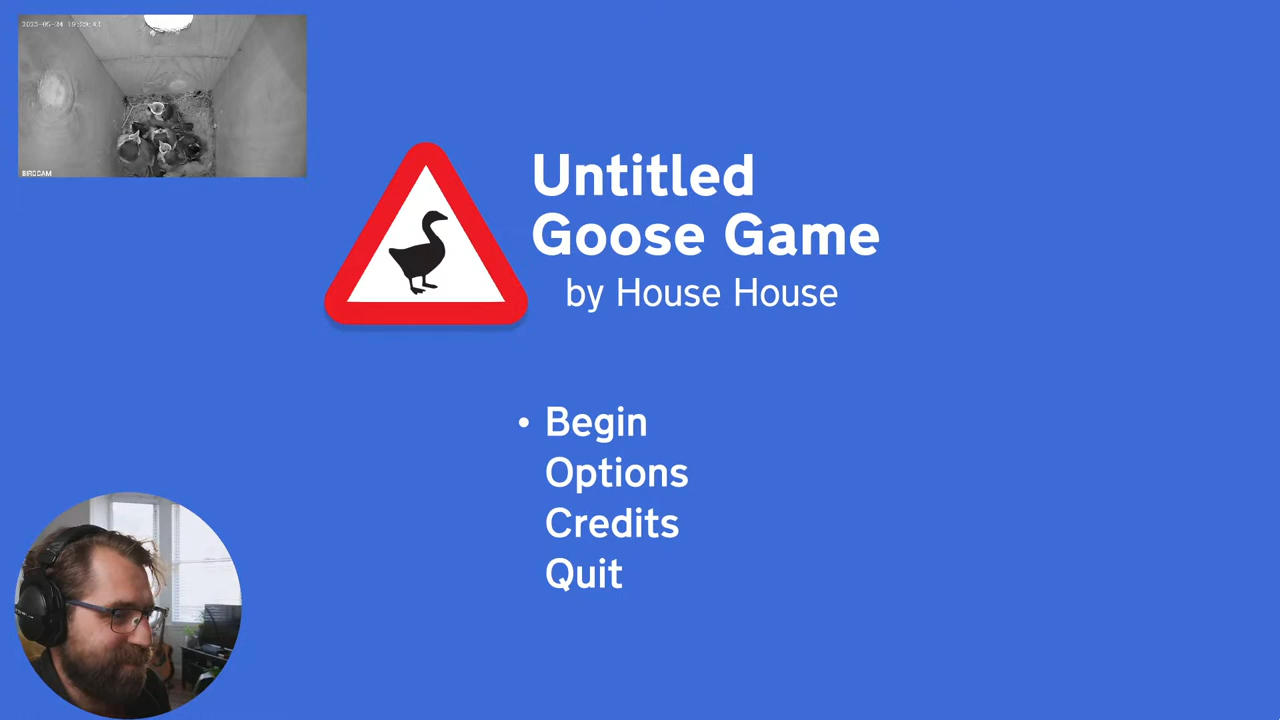 BIRDCAM
Untitled
Goose Game
by House House
Begin
Options
Credits
Quit